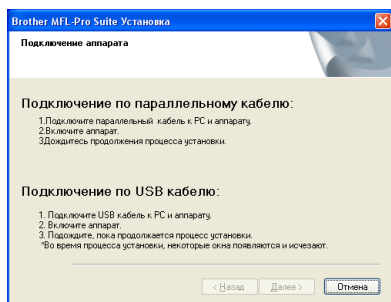 Brother MFL-Pro Suite Установка
Подключение аппарата
Подключение по параллельному кабелю:
1.Подключите параллельный кабель к PC и аппарату.
2.Включите аппарат.
3Дождитесь продолжения процесса установки.
Подключение по USB кабелю:
1. Подключите USB кабель к PC и аппарату.
2. Включите аппарат.
3. Подождите, пока продолжается процесс установки.
*Во время процесса установки, некоторые окна появляются и исчезают.
< Назад Далее > Отмена